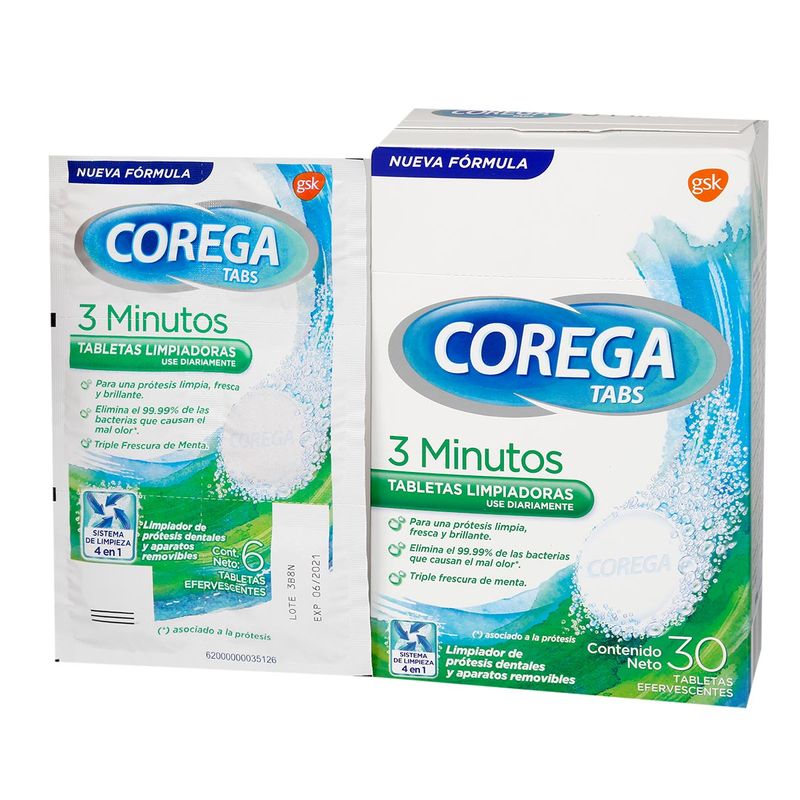 NUEVA FÓRMULA
gsk
COREGA
TABS
3 Minutos
TABLETAS LIMPIADORAS
USE DIARIAMENTE
Para una prótesis limpia, fresca
y brillante.
Elimina el 99.99% de las
bacterias que causan el
mal olor*.
Triple Frescura de Menta.
COREGA
SISTEMA
DE LIMPIEZA
4 en 1
Limpiador de
prótesis dentales
y aparatos
removibles
Cont.
Neto: 6
TABLETAS
EFERVESCENTES
LOTE 3B8N
EXP 06/2021
(*) asociado a la prótesis
62000000035126
COREGA
TABS
NUEVA FÓRMULA
gsk
COREGA
TABS
3 Minutos
TABLETAS LIMPIADORAS
USE DIARIAMENTE
Para una prótesis limpia,
fresca y brillante.
Elimina el 99.99% de las bacterias
que causan el mal olor*.
Triple frescura de menta.
COREGA
(*) asociado a la prótesis
SISTEMA
DE LIMPIEZA
4 en 1
Limpiador de
prótesis dentales
y aparatos removibles
Contenido
Neto 30
TABLETAS
EFERVESCENTES